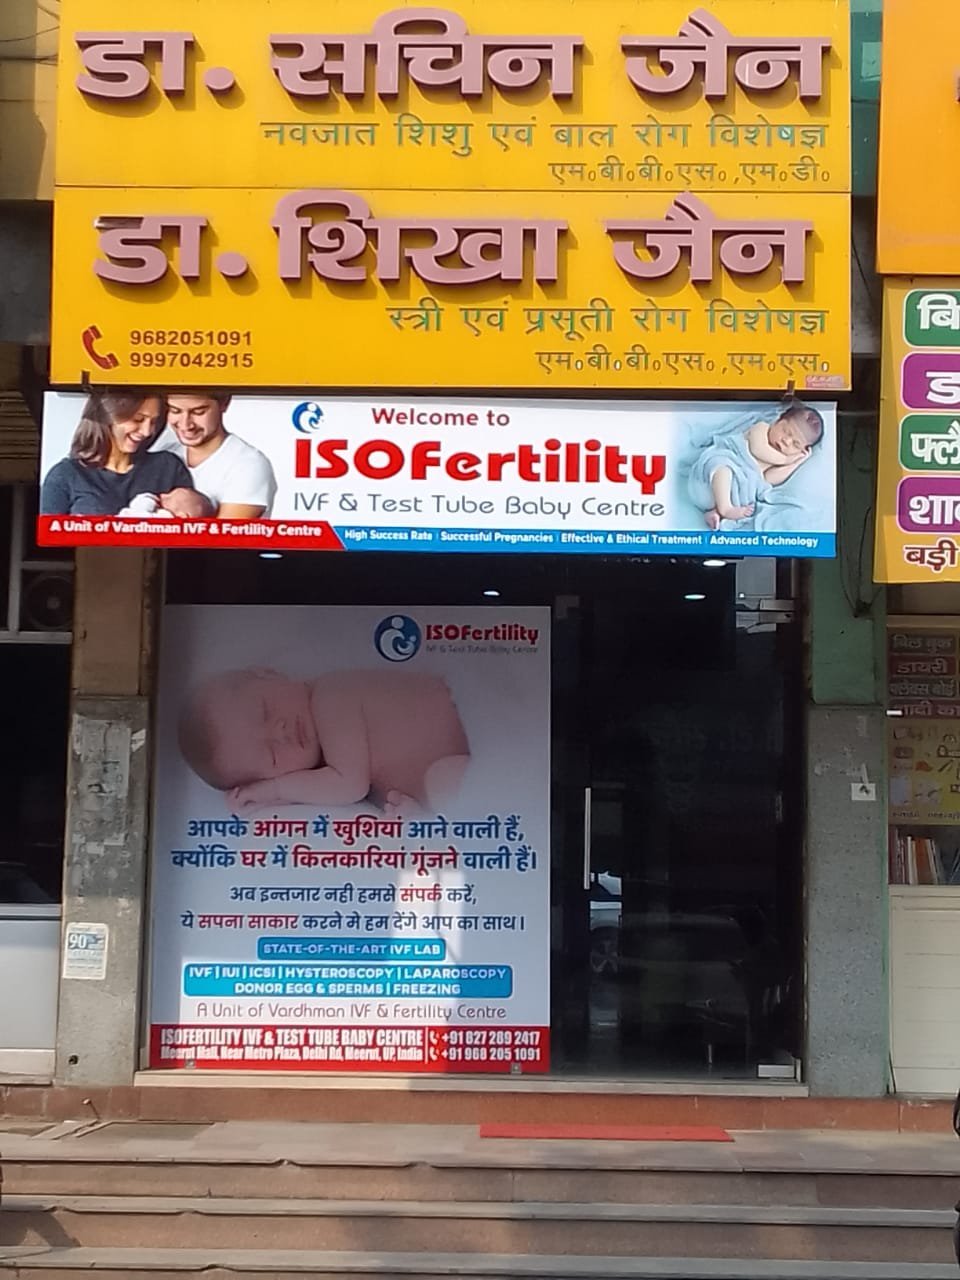 डा. सचिन जैन
नवजात शिशु एवं बाल रोग विशेषज्ञ
एम०बी०बी०एस०,एम०डी०
डा. शिखा जैन
स्त्री एवं प्रसूती रोग विशेषज्ञ
9682051091
9997042915
एम०बी०बी०एस०,एम०एस०
Welcome to
ISOFertility
IVF & Test Tube Baby Centre
A Unit of Vardhman IVF & Fertility Centre
High Success Rate | Successful Pregnancies | Effective & Ethical Treatment | Advanced Technology
ISOFertility
IVF & Test Tube Baby Centre
आपके आंगन में खुशियां आने वाली हैं,
क्योंकि घर में किलकारियां गूंजने वाली हैं।
अब इन्तजार नही हमसे संपर्क करें,
ये सपना साकार करने मे हम देंगे आप का साथ।
STATE-OF-THE-ART IVF LAB
IVF | IUI | ICSI | HYSTEROSCOPY | LAPAROSCOPY
DONOR EGG & SPERMS | FREEZING
A Unit of Vardhman IVF & Fertility Centre
ISOFERTILITY IVF & TEST TUBE BABY CENTRE
Meerut Mall, Near Metro Plaza, Delhi Rd, Meerut, UP, India
+91 827 289 2417
+91 968 205 1091
बड़ी
बिल बुक
डायरी
फ्लेक्स बोर्ड
90